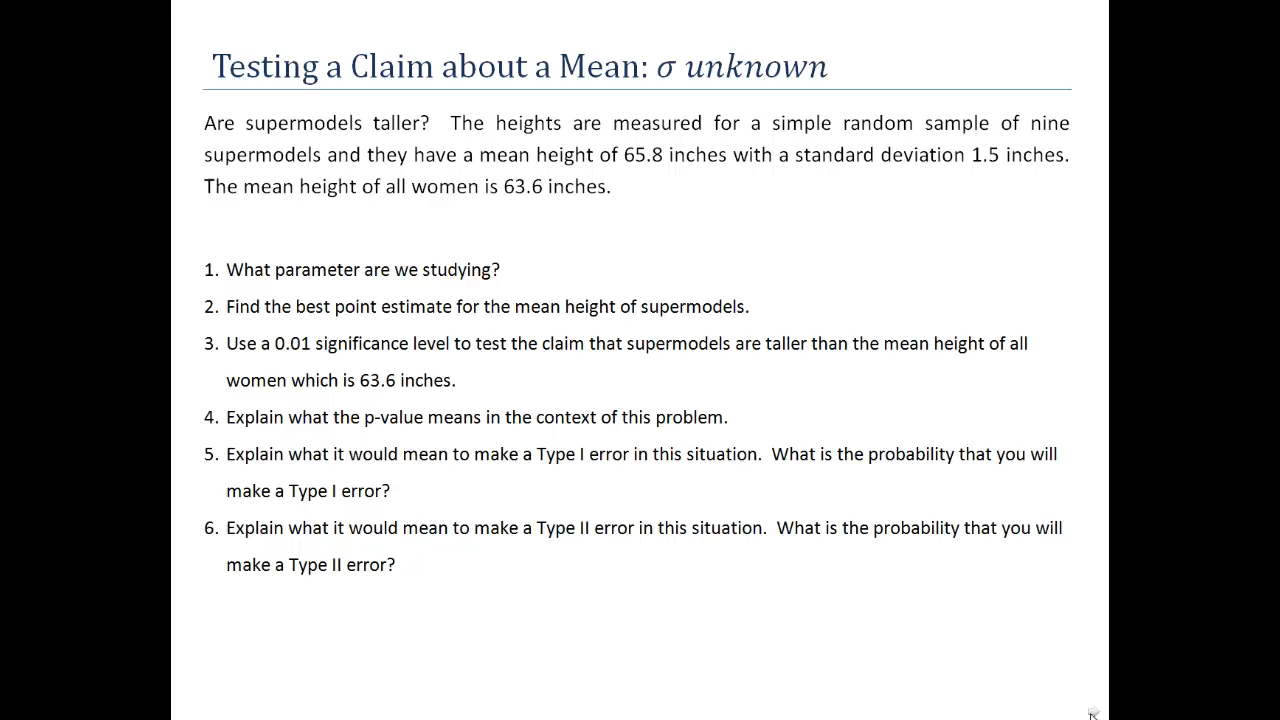 Testing a Claim about a Mean: σ unknown
Are supermodels taller? The heights are measured for a simple random sample of nine
supermodels and they have a mean height of 65.8 inches with a standard deviation 1.5 inches.
The mean height of all women is 63.6 inches.
1. What parameter are we studying?
2. Find the best point estimate for the mean height of supermodels.
3. Use a 0.01 significance level to test the claim that supermodels are taller than the mean height of all
women which is 63.6 inches.
4. Explain what the p-value means in the context of this problem.
5. Explain what it would mean to make a Type I error in this situation. What is the probability that you will
make a Type I error?
6. Explain what it would mean to make a Type II error in this situation. What is the probability that you will
make a Type II error?